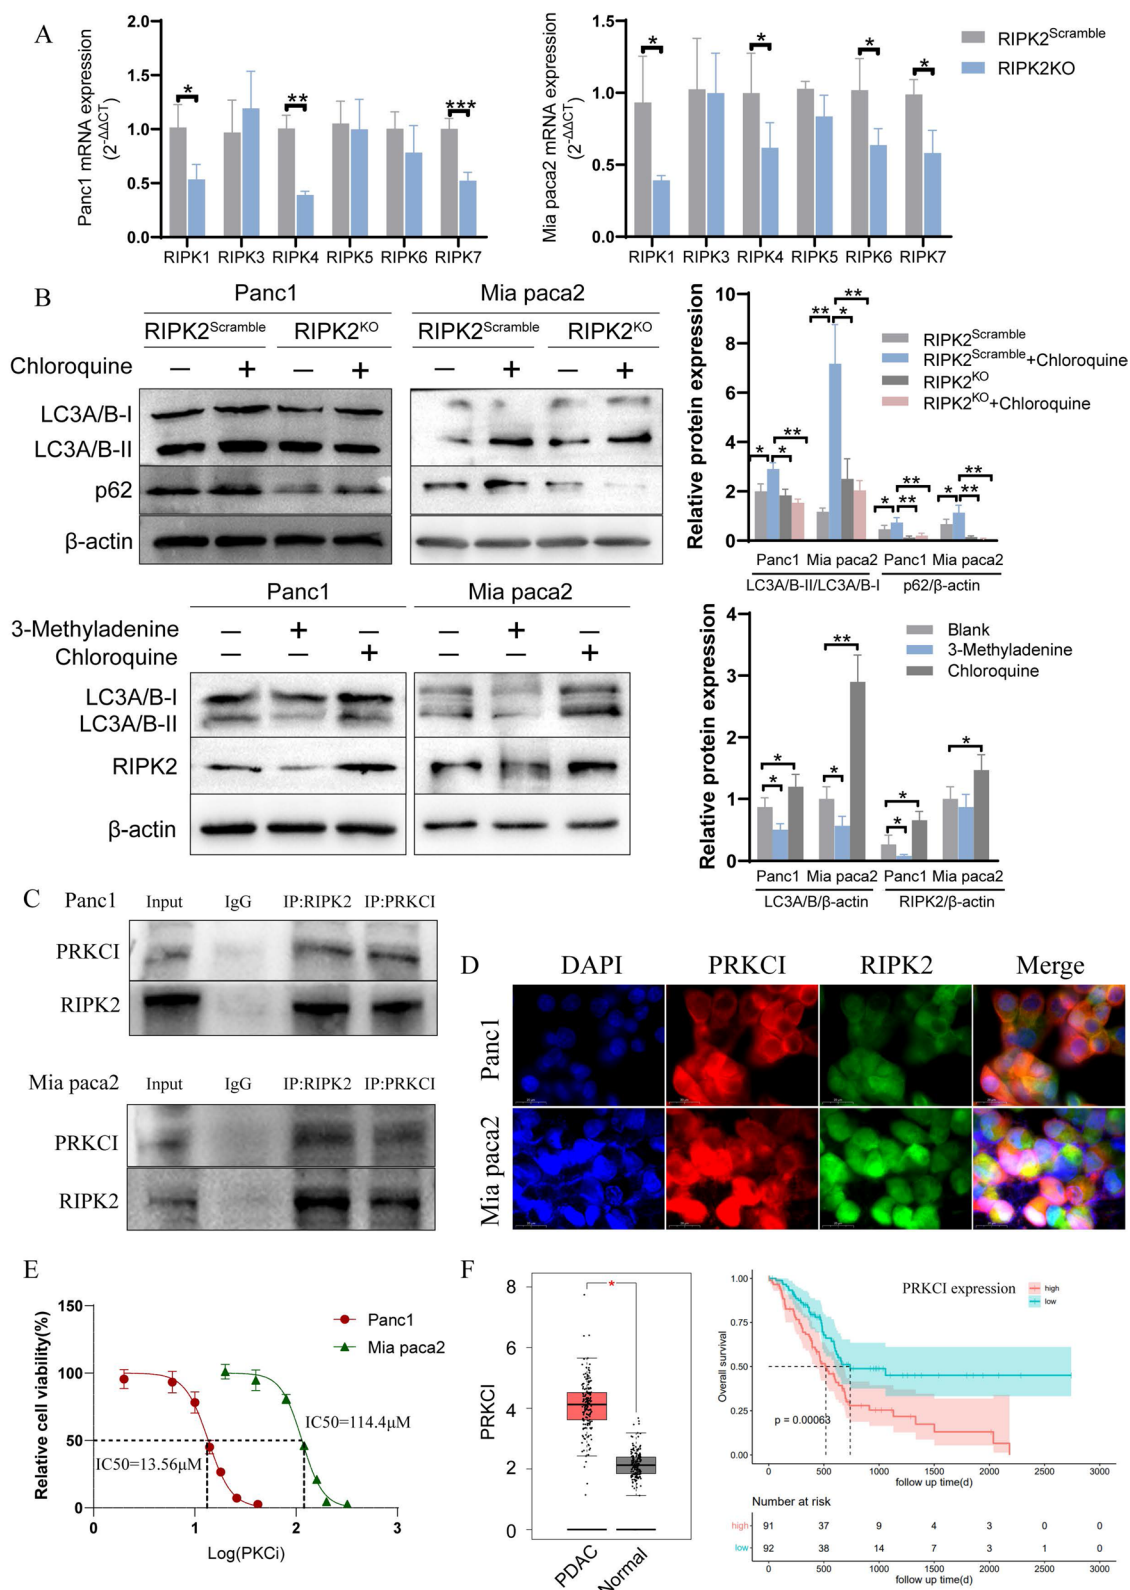 A
Panc1 mRNA expression
(2-ΔΔCT)
2.0
1.5
1.0
0.5
0.0
* ** ***
RIPK1 RIPK3 RIPK4 RIPK5 RIPK6 RIPK7
Mia paca2 mRNA expression
(2-ΔΔCT)
1.5
1.0
0.5
0.0
* * * *
RIPK1 RIPK3 RIPK4 RIPK5 RIPK6 RIPK7
RIPK2Scramble
RIPK2KO
B
Panc1 Mia paca2
RIPK2Scramble RIPK2KO RIPK2Scramble RIPK2KO
Chloroquine − + − + − + − +
LC3A/B-I
LC3A/B-II
p62
β-actin
Relative protein expression
10
8
6
4
2
0
** ** *
* ** *
* ** ** * ** **
RIPK2Scramble
RIPK2Scramble+Chloroquine
RIPK2KO
RIPK2KO+Chloroquine
Panc1 Mia paca2 Panc1 Mia paca2
LC3A/B-II/LC3A/B-I p62/β-actin
Panc1 Mia paca2
3-Methyladenine − + − − + −
Chloroquine − − + − − +
LC3A/B-I
LC3A/B-II
RIPK2
β-actin
Relative protein expression
4
3
2
1
0
Blank
3-Methyladenine
Chloroquine
* * ** * * * *
Panc1 Mia paca2 Panc1 Mia paca2
LC3A/B/β-actin RIPK2/β-actin
C
Panc1 Input IgG IP:RIPK2 IP:PRKCI
PRKCI
RIPK2
Mia paca2 Input IgG IP:RIPK2 IP:PRKCI
PRKCI
RIPK2
D
DAPI PRKCI RIPK2 Merge
Panc1
Mia paca2
E
Relative cell viability(%)
150
100
50
0
Panc1
Mia paca2
IC50=114.4μM
IC50=13.56μM
0 1 2 3
Log(PKCi)
F
PRKCI
8
6
4
2
0
*
PDAC Normal
Overall survival
1.00
0.75
0.50
0.25
0.00
PRKCI expression
high
low
p = 0.00063
0 500 1000 1500 2000 2500 3000
follow up time(d)
Number at risk
high 91 37 9 4 3 0 0
low 92 38 14 7 3 1 0
0 500 1000 1500 2000 2500 3000
follow up time(d)